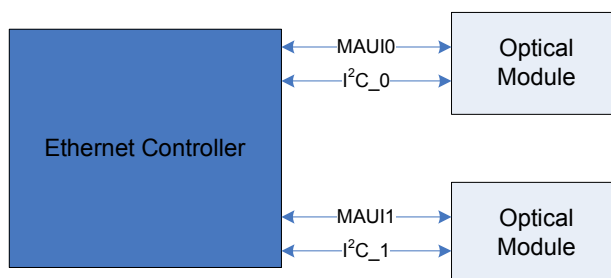 MAUI0
I²C_0
Optical
Module
Ethernet Controller
MAUI1
I²C_1
Optical
Module